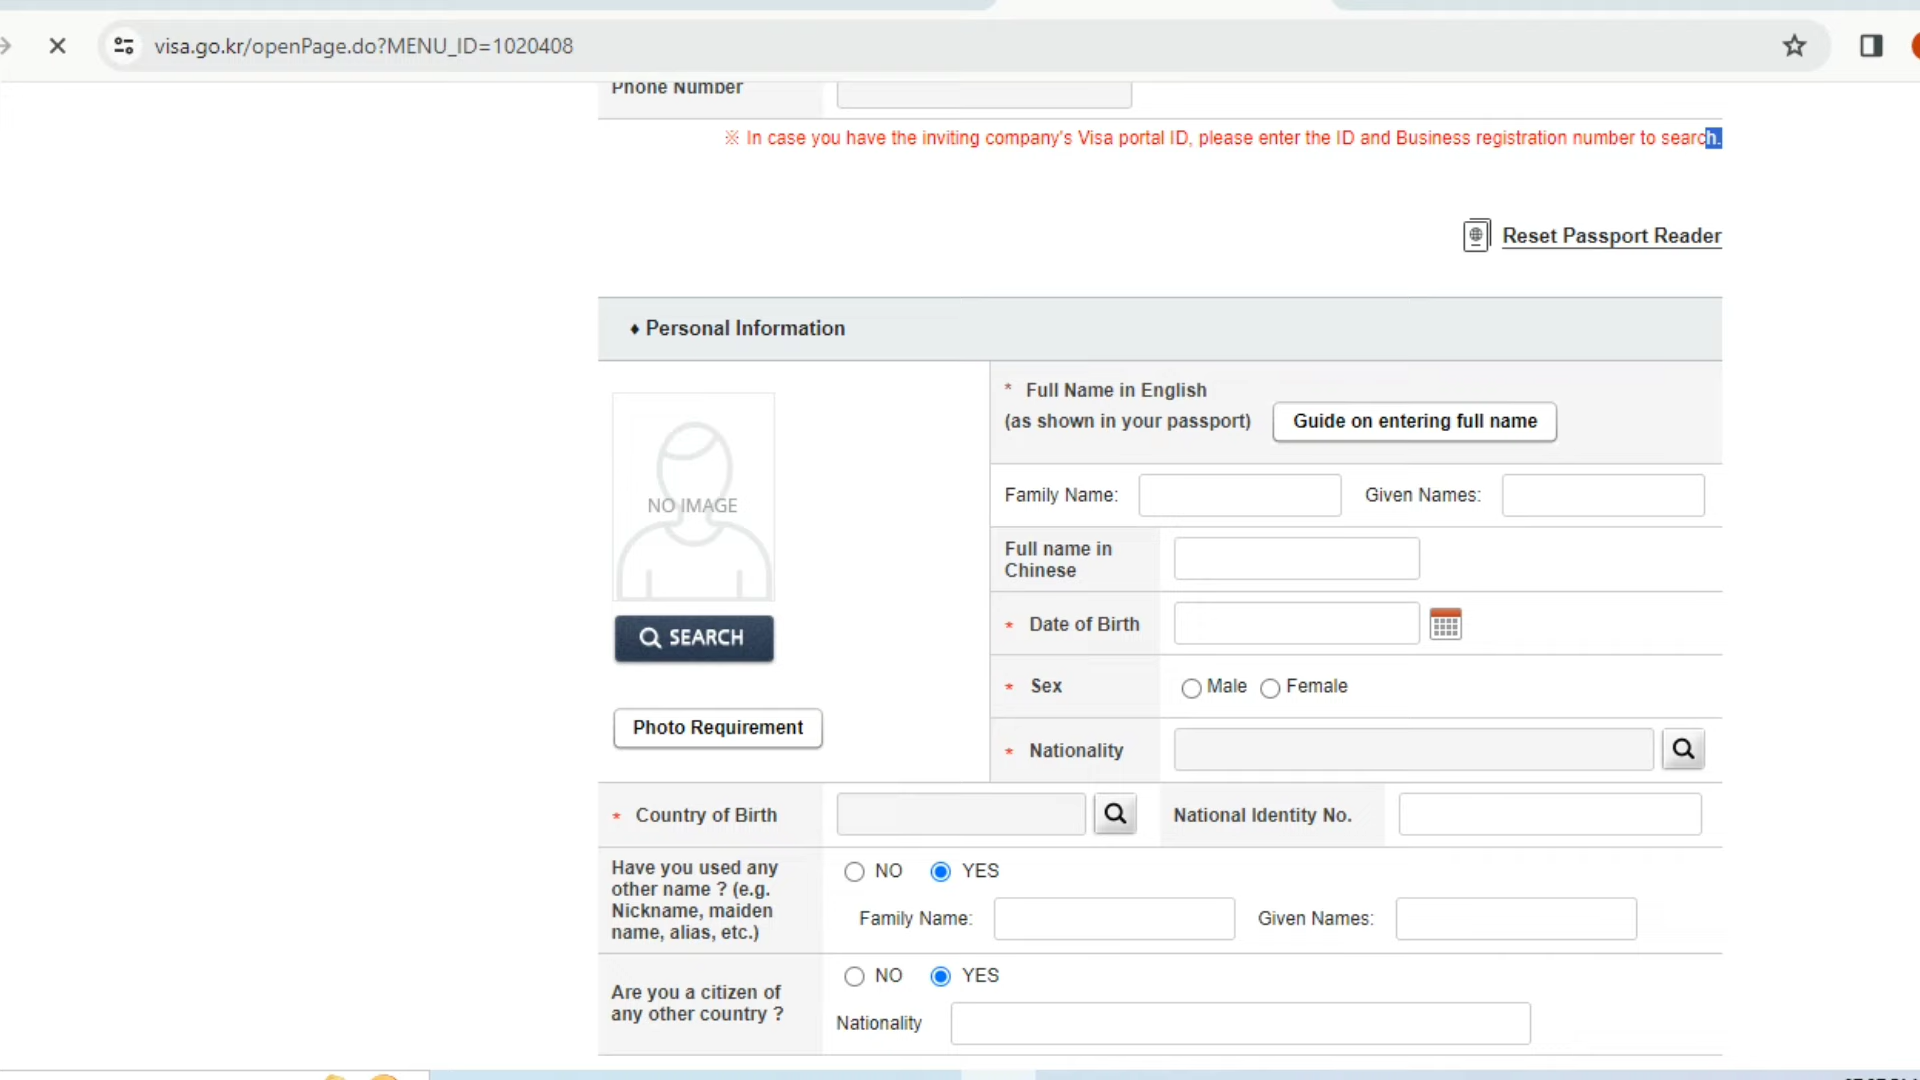 visa.go.kr/openPage.do?MENU_ID=1020408
Phone Number
※ In case you have the inviting company's Visa portal ID, please enter the ID and Business registration number to search.
Reset Passport Reader
♦ Personal Information
* Full Name in English
(as shown in your passport) Guide on entering full name
NO IMAGE
SEARCH
Photo Requirement
Family Name: Given Names:
Full name in
Chinese
* Date of Birth
* Sex Male Female
* Nationality
* Country of Birth National Identity No.
Have you used any
other name ? (e.g.
Nickname, maiden
name, alias, etc.)
NO YES
Family Name: Given Names:
Are you a citizen of
any other country ?
NO YES
Nationality